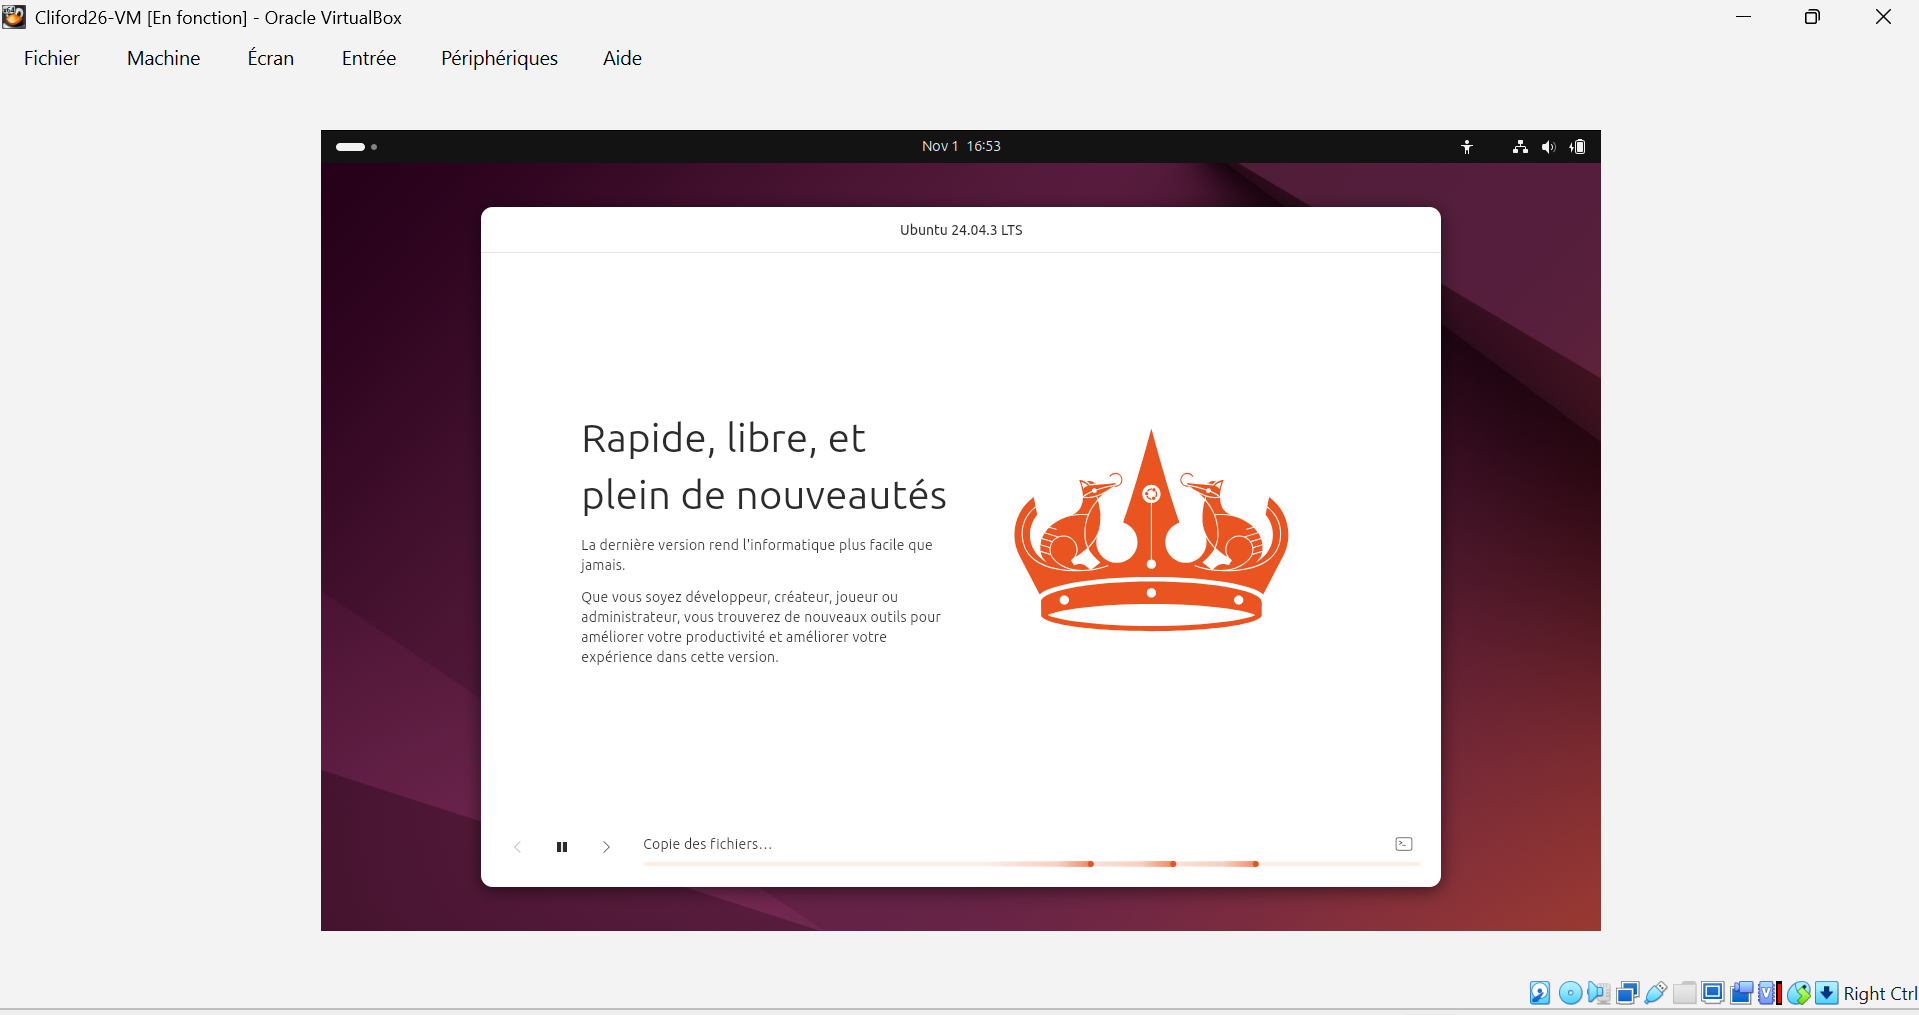 Cliford26-VM [En fonction] - Oracle VirtualBox
Fichier Machine Écran Entrée Périphériques Aide
Nov 1 16:53
Ubuntu 24.04.3 LTS
Rapide, libre, et
plein de nouveautés
La dernière version rend l'informatique plus facile que
jamais.
Que vous soyez développeur, créateur, joueur ou
administrateur, vous trouverez de nouveaux outils pour
améliorer votre productivité et améliorer votre
expérience dans cette version.
Copie des fichiers...
Right Ctrl